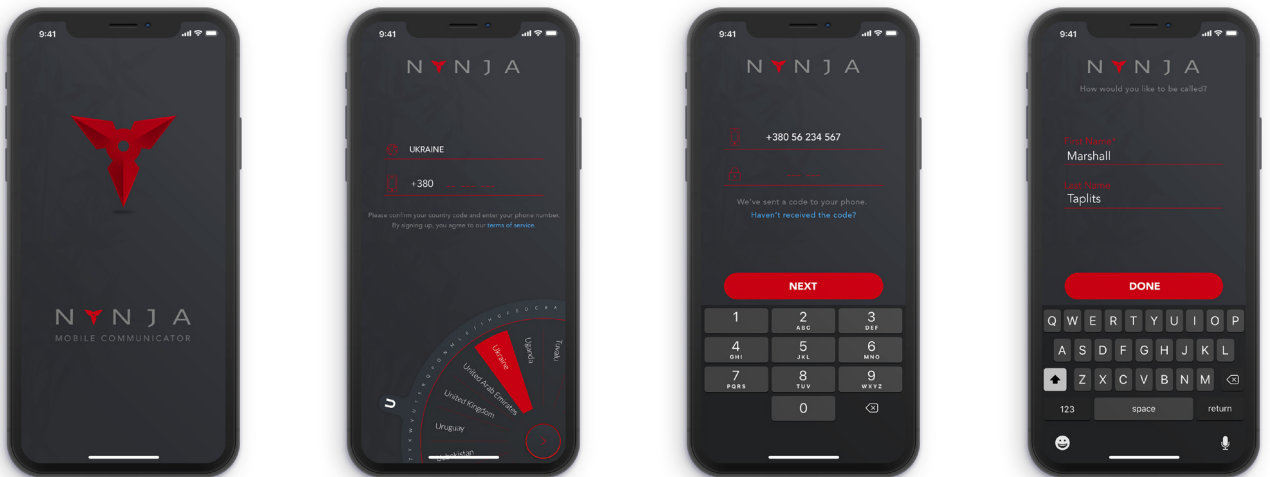 9:41
NYNJA
MOBILE COMMUNICATOR
9:41
NYNJA
UKRAINE
+380
Please confirm your country code and enter your phone number.
By signing up, you agree to our terms of service
Tuvalu
Uganda
Ukraine
United Arab Emirates
United Kingdom
Uruguay
Uzbekistan
U
9:41
NYNJA
+380 56 234 567
We've sent a code to your phone.
Haven't received the code?
NEXT
1 2 3
ABC DEF
4 5 6
GHI JKL MNO
7 8 9
PQRS TUV WXYZ
0
9:41
NYNJA
How would you like to be called?
First Name*
Marshall
Last Name
Taplits
DONE
Q W E R T Y U I O P
A S D F G H J K L
Z X C V B N M
123 space return